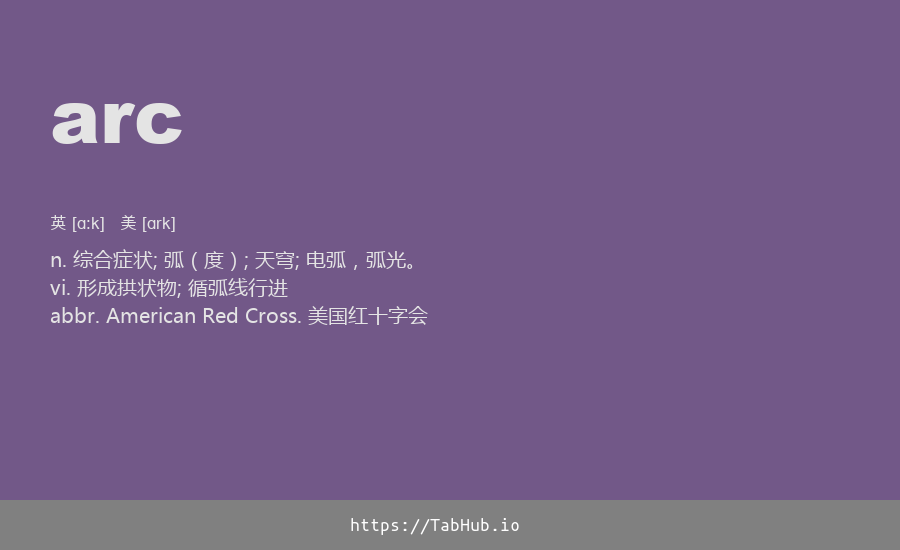 arc
英 [ɑːk] 美 [ɑrk]
n. 综合症状; 弧（度）; 天穹; 电弧，弧光。
vi. 形成拱状物; 循弧线行进
abbr. American Red Cross. 美国红十字会
https://TabHub.io